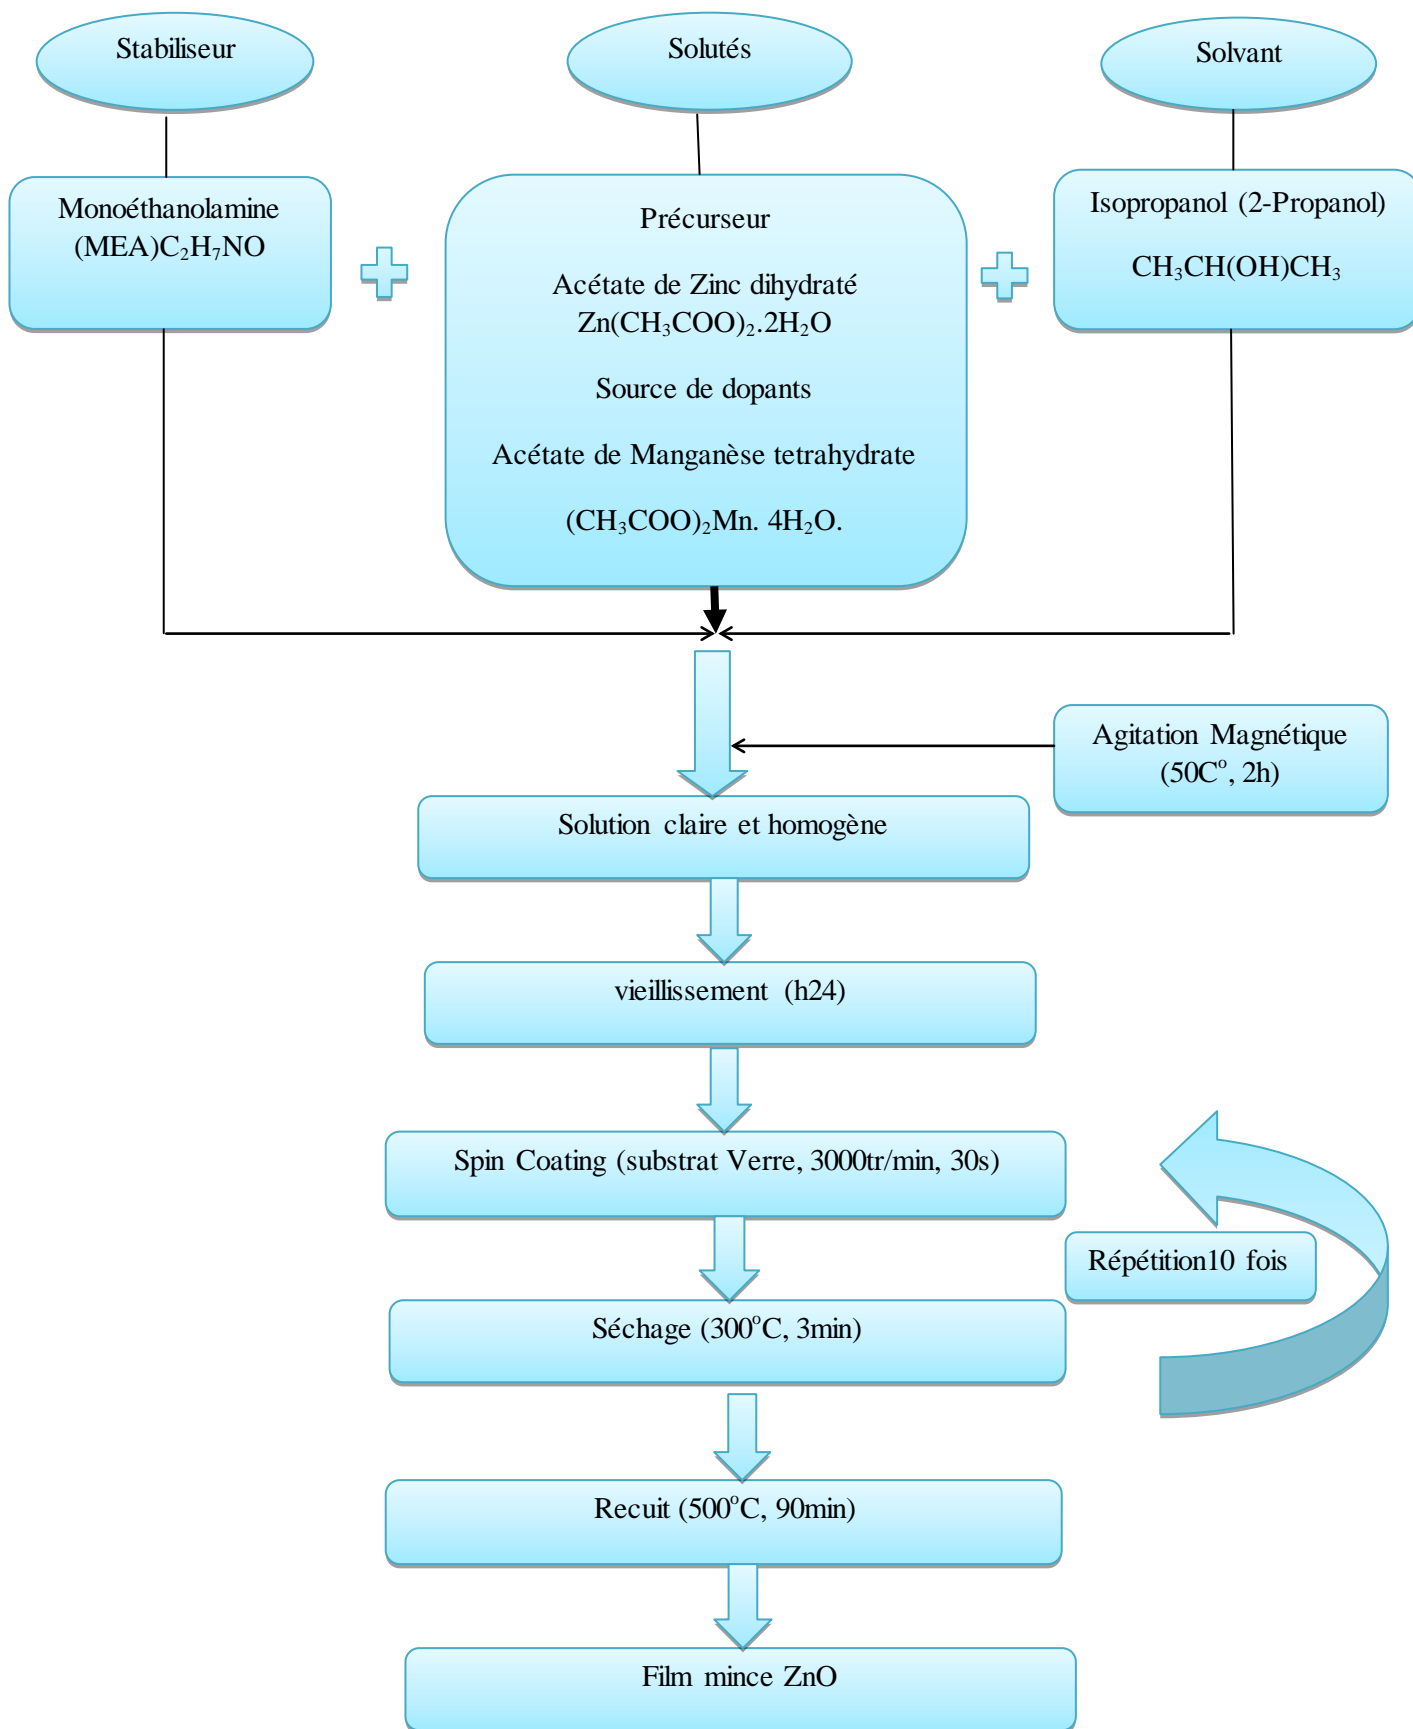 Stabiliseur
Solutés
Solvant
Monoéthanolamine
(MEA)C₂H₇NO
Précurseur
Acétate de Zinc dihydraté
Zn(CH₃COO)₂.2H₂O
Source de dopants
Acétate de Manganèse tetrahydrate
(CH₃COO)₂Mn. 4H₂O.
Isopropanol (2-Propanol)
CH₃CH(OH)CH₃
Agitation Magnétique
(50C°, 2h)
Solution claire et homogène
vieillissement (h24)
Spin Coating (substrat Verre, 3000tr/min, 30s)
Répétition10 fois
Séchage (300°C, 3min)
Recuit (500°C, 90min)
Film mince ZnO